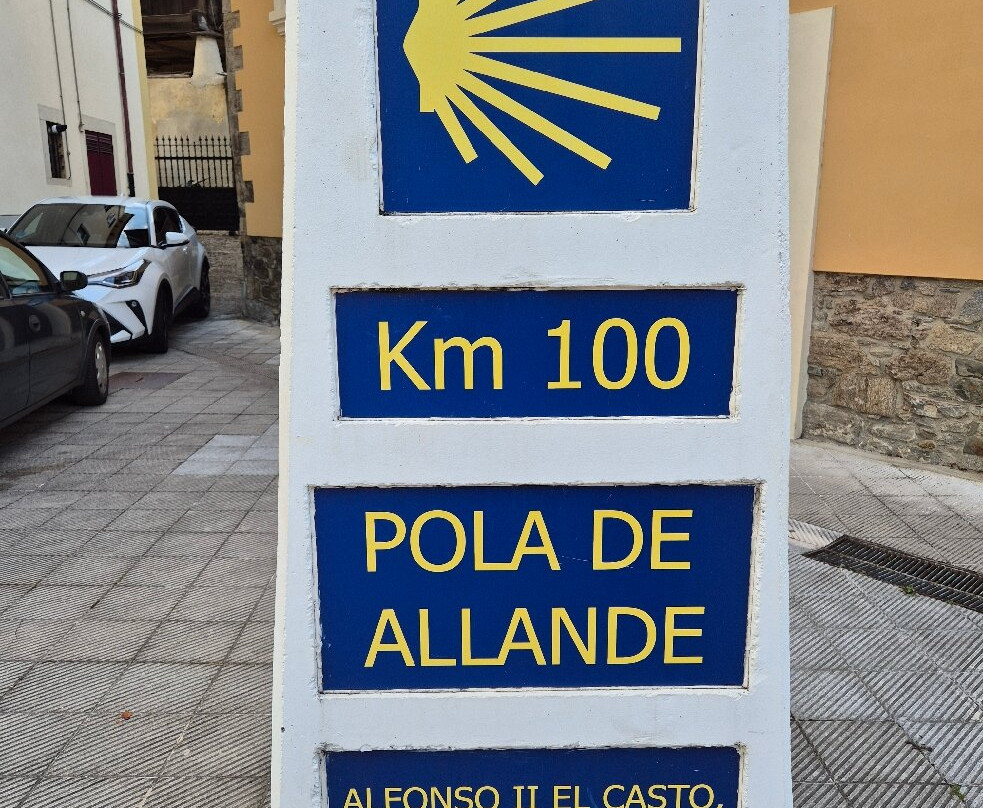 Km 100
POLA DE
ALLANDE
ALFONSO II EL CASTO,